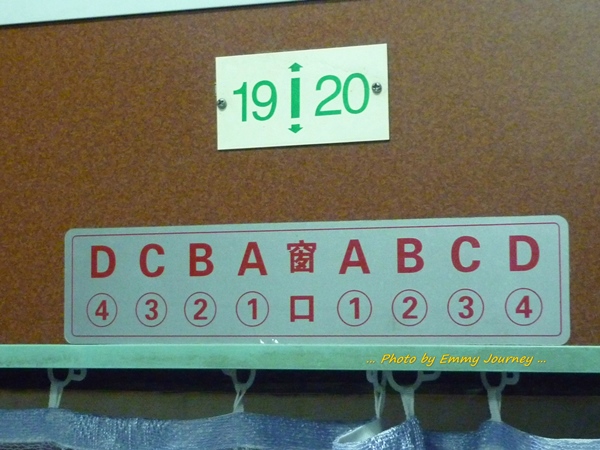 19 20
D C B A 窗 A B C D
④ ③ ② ① 口 ① ② ③ ④
... Photo by Emmy Journey ...